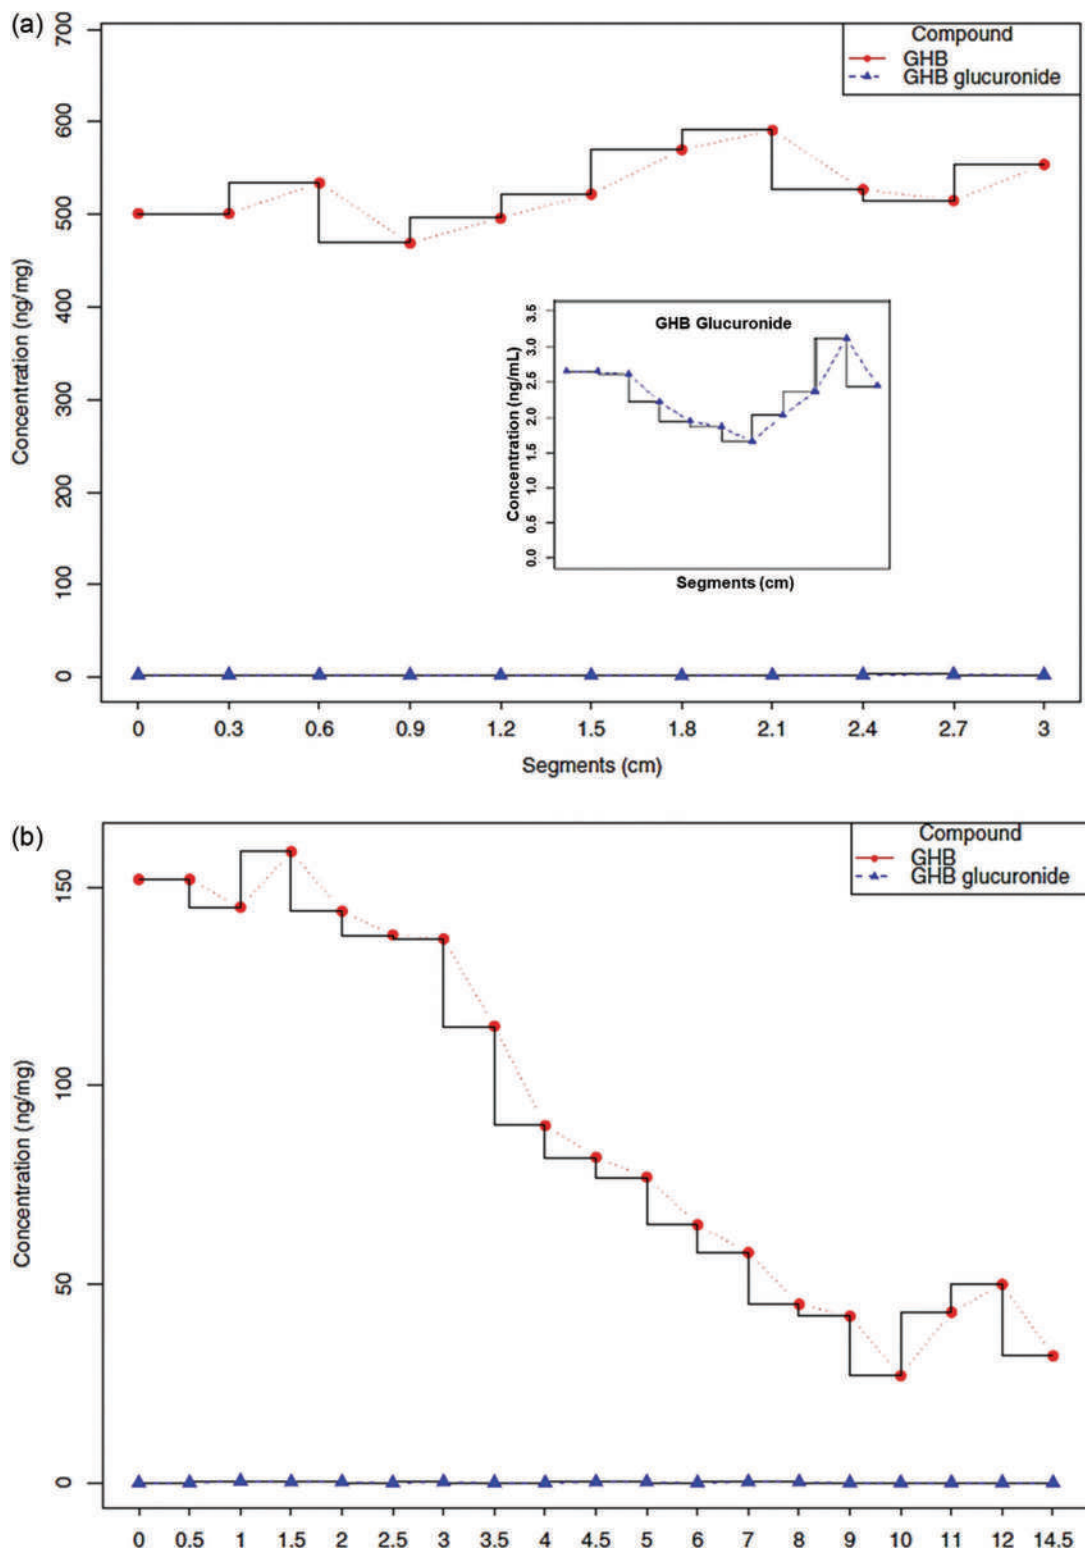 (a)
700
600
500
400
300
200
100
0
Concentration (ng/mg)
Compound
GHB
GHB glucuronide
GHB Glucuronide
3.5
3.0
2.5
2.0
1.5
1.0
0.5
0.0
Concentration (ng/mL)
Segments (cm)
0 0.3 0.6 0.9 1.2 1.5 1.8 2.1 2.4 2.7 3
Segments (cm)
(b)
150
100
50
0
Concentration (ng/mg)
Compound
GHB
GHB glucuronide
0 0.5 1 1.5 2 2.5 3 3.5 4 4.5 5 6 7 8 9 10 11 12 14.5